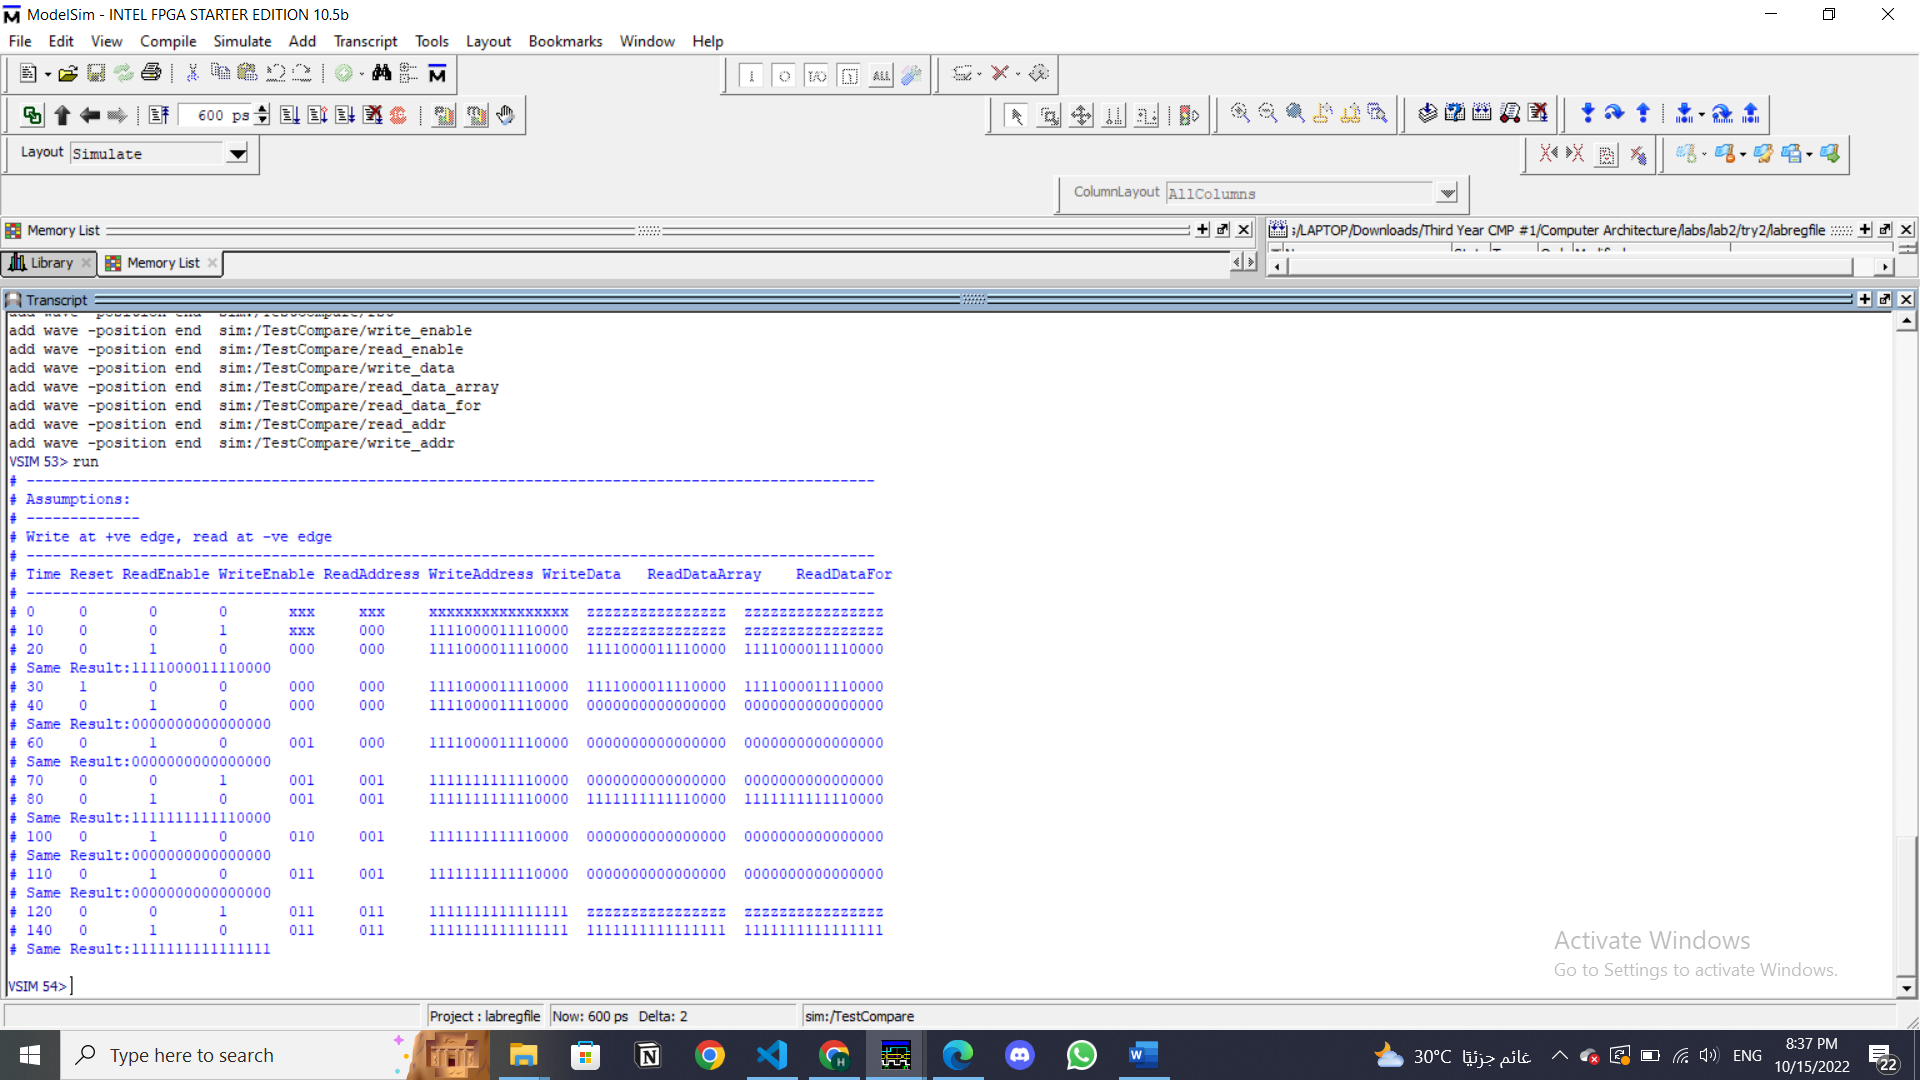 ModelSim - INTEL FPGA STARTER EDITION 10.5b
File Edit View Compile Simulate Add Transcript Tools Layout Bookmarks Window Help
600 ps
Layout Simulate
ColumnLayout AllColumns
Memory List
;/LAPTOP/Downloads/Third Year CMP #1/Computer Architecture/labs/lab2/try2/labregfile
Library Memory List
Transcript
add wave -position end  sim:/TestCompare/rst
add wave -position end  sim:/TestCompare/write_enable
add wave -position end  sim:/TestCompare/read_enable
add wave -position end  sim:/TestCompare/write_data
add wave -position end  sim:/TestCompare/read_data_array
add wave -position end  sim:/TestCompare/read_data_for
add wave -position end  sim:/TestCompare/read_addr
add wave -position end  sim:/TestCompare/write_addr
VSIM 53> run
# -------------------------------------------------------------------------------------------------
# Assumptions:
# -------------
# Write at +ve edge, read at -ve edge
# -------------------------------------------------------------------------------------------------
# Time Reset ReadEnable WriteEnable ReadAddress WriteAddress WriteData   ReadDataArray    ReadDataFor
# -------------------------------------------------------------------------------------------------
# 0     0       0       0       xxx     xxx     xxxxxxxxxxxxxxxx  zzzzzzzzzzzzzzzz  zzzzzzzzzzzzzzzz
# 10    0       0       1       xxx     000     1111000011110000  zzzzzzzzzzzzzzzz  zzzzzzzzzzzzzzzz
# 20    0       1       0       000     000     1111000011110000  1111000011110000  1111000011110000
# Same Result:1111000011110000
# 30    1       0       0       000     000     1111000011110000  1111000011110000  1111000011110000
# 40    0       1       0       000     000     1111000011110000  0000000000000000  0000000000000000
# Same Result:0000000000000000
# 60    0       1       0       001     000     1111000011110000  0000000000000000  0000000000000000
# Same Result:0000000000000000
# 70    0       0       1       001     001     1111111111110000  0000000000000000  0000000000000000
# 80    0       1       0       001     001     1111111111110000  1111111111110000  1111111111110000
# Same Result:1111111111110000
# 100   0       1       0       010     001     1111111111110000  0000000000000000  0000000000000000
# Same Result:0000000000000000
# 110   0       1       0       011     001     1111111111110000  0000000000000000  0000000000000000
# Same Result:0000000000000000
# 120   0       0       1       011     011     1111111111111111  zzzzzzzzzzzzzzzz  zzzzzzzzzzzzzzzz
# 140   0       1       0       011     011     1111111111111111  1111111111111111  1111111111111111
# Same Result:1111111111111111
VSIM 54>
Activate Windows
Go to Settings to activate Windows.
Project : labregfile Now: 600 ps Delta: 2 sim:/TestCompare
Type here to search
30°C غائم جزئيًا
ENG
8:37 PM
10/15/2022
22